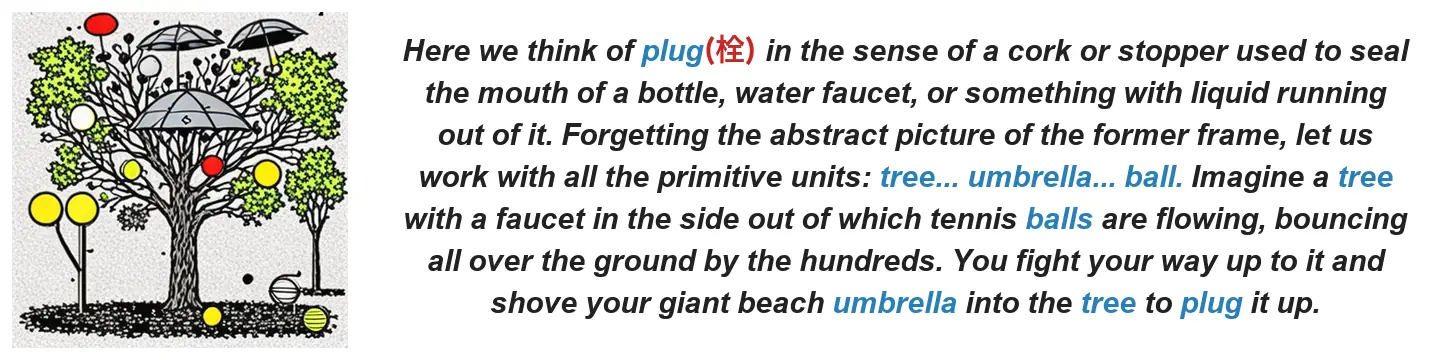 Here we think of plug(栓) in the sense of a cork or stopper used to seal
the mouth of a bottle, water faucet, or something with liquid running
out of it. Forgetting the abstract picture of the former frame, let us
work with all the primitive units: tree... umbrella... ball. Imagine a tree
with a faucet in the side out of which tennis balls are flowing, bouncing
all over the ground by the hundreds. You fight your way up to it and
shove your giant beach umbrella into the tree to plug it up.